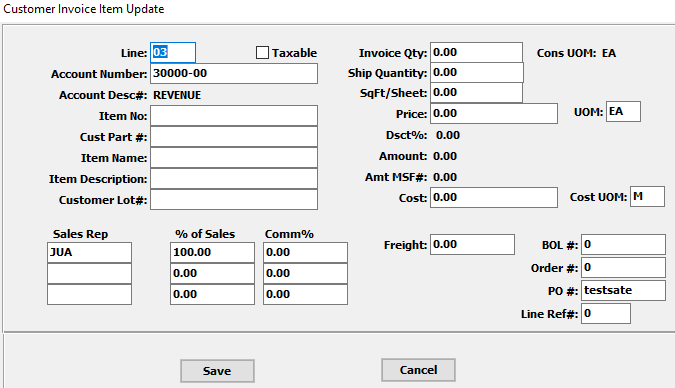 Customer Invoice Item Update
Line: 03 Taxable Invoice Qty: 0.00 Cons UOM: EA
Account Number: 30000-00 Ship Quantity: 0.00
Account Desc#: REVENUE SqFt/Sheet: 0.00
Item No: Price: 0.00 UOM: EA
Cust Part #: Dsct%: 0.00
Item Name: Amount: 0.00
Item Description: Amt MSF#: 0.00
Customer Lot#: Cost: 0.00 Cost UOM: M
Sales Rep % of Sales Comm%
JUA 100.00 0.00 Freight: 0.00 BOL #: 0
0.00 0.00 Order #: 0
0.00 0.00 PO #: testsate
Line Ref#: 0
Save Cancel